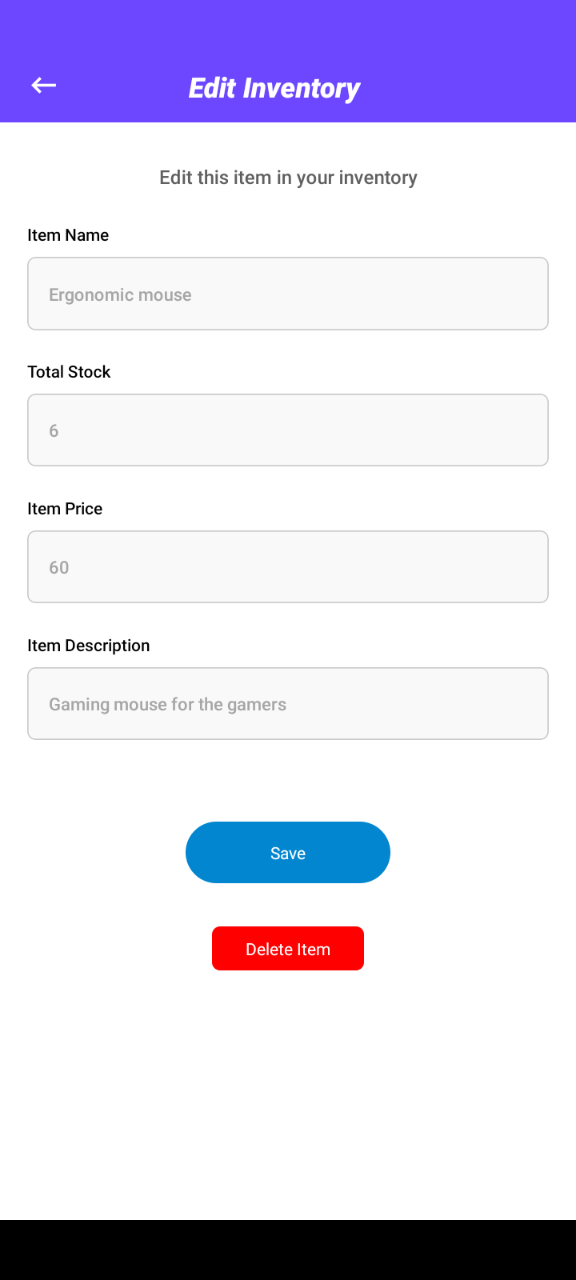 Edit Inventory
Edit this item in your inventory
Item Name
Ergonomic mouse
Total Stock
6
Item Price
60
Item Description
Gaming mouse for the gamers
Save
Delete Item